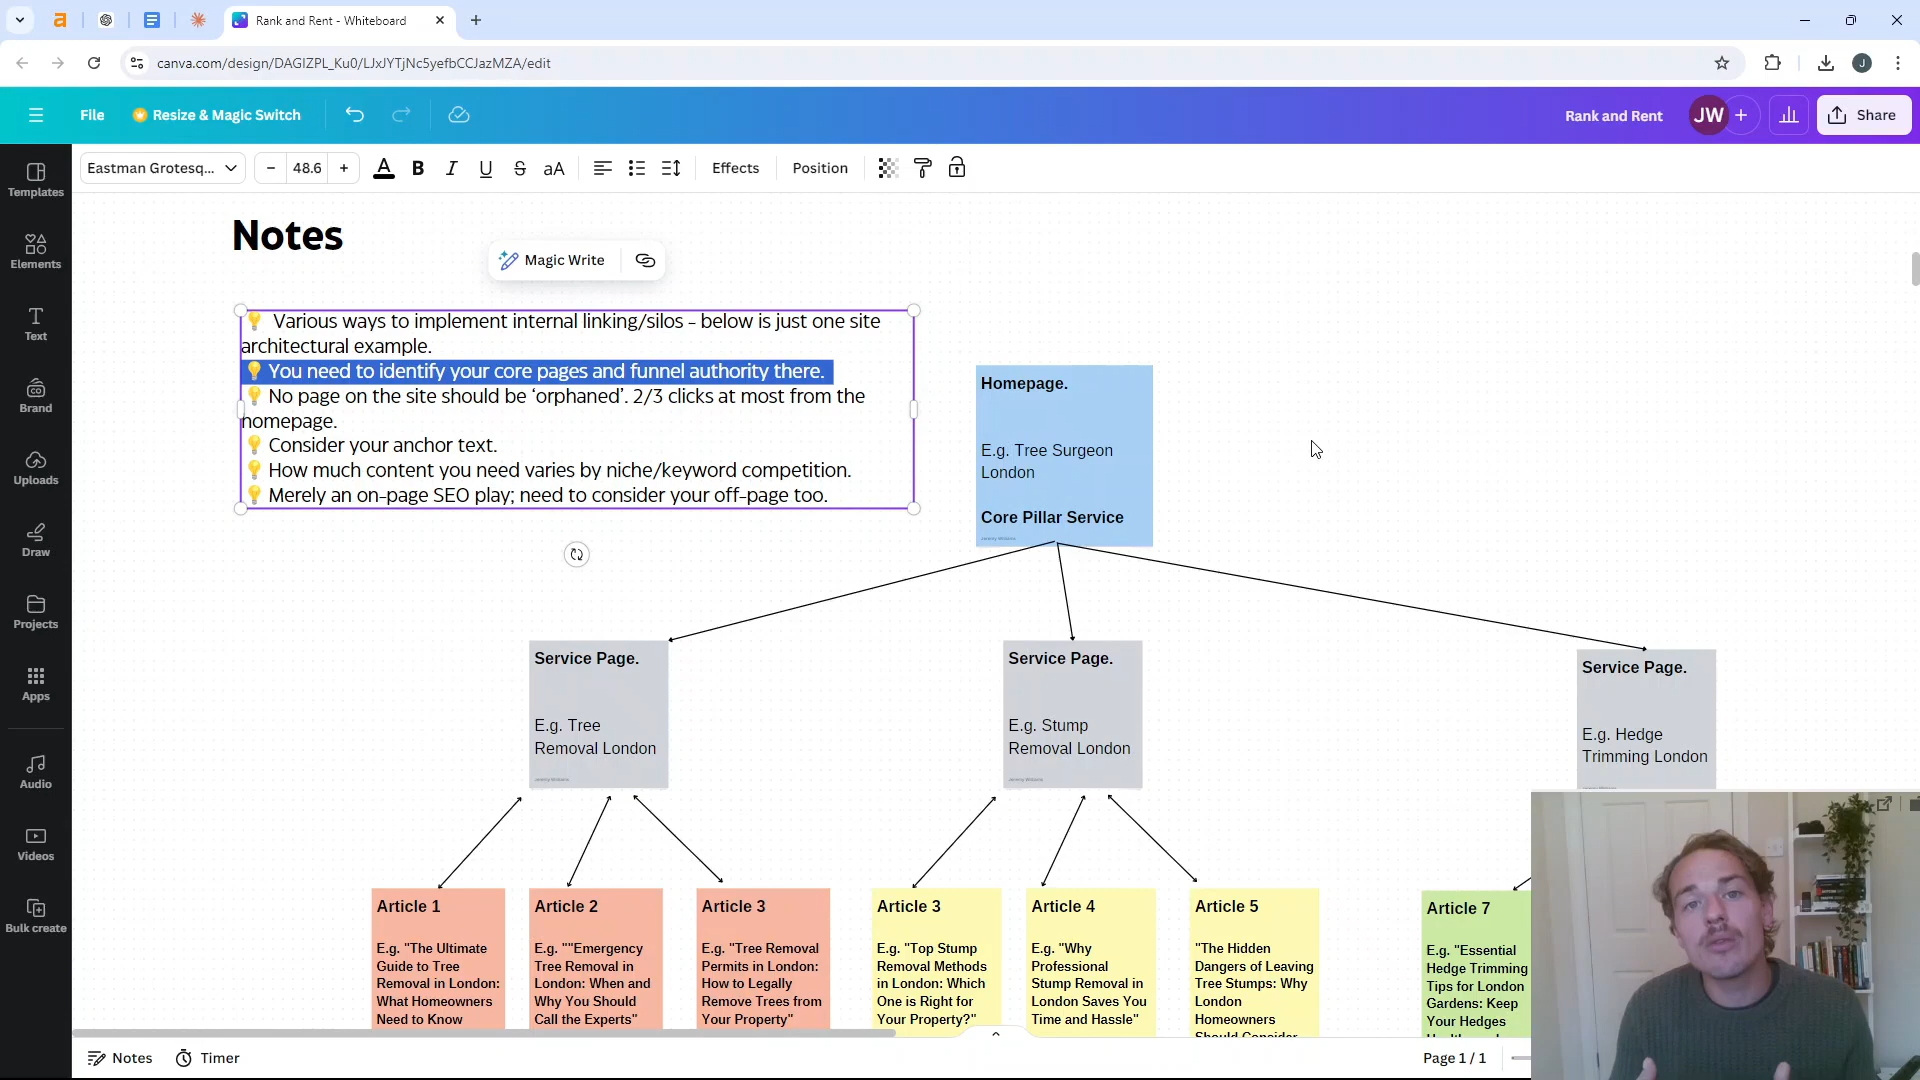 Rank and Rent - Whiteboard
canva.com/design/DAGIZPL_Ku0/LJxJYTjNc5yefbCCJazMZA/edit
J
File
Resize & Magic Switch
Rank and Rent
JW
Share
Eastman Grotesq...
48.6
aA
Effects
Position
Templates
Elements
Text
Brand
Uploads
Draw
Projects
Apps
Audio
Videos
Bulk create
Notes
Magic Write
💡 Various ways to implement internal linking/silos - below is just one site
architectural example.
💡 You need to identify your core pages and funnel authority there.
💡 No page on the site should be ‘orphaned’. 2/3 clicks at most from the
homepage.
💡 Consider your anchor text.
💡 How much content you need varies by niche/keyword competition.
💡 Merely an on-page SEO play; need to consider your off-page too.
Homepage.
E.g. Tree Surgeon
London
Core Pillar Service
Jeremy Williams
Service Page.
E.g. Tree
Removal London
Jeremy Williams
Service Page.
E.g. Stump
Removal London
Jeremy Williams
Service Page.
E.g. Hedge
Trimming London
Article 1
E.g. "The Ultimate
Guide to Tree
Removal in London:
What Homeowners
Need to Know
Article 2
E.g. ""Emergency
Tree Removal in
London: When and
Why You Should
Call the Experts"
Article 3
E.g. "Tree Removal
Permits in London:
How to Legally
Remove Trees from
Your Property"
Article 3
E.g. "Top Stump
Removal Methods
in London: Which
One is Right for
Your Property?"
Article 4
E.g. "Why
Professional
Stump Removal in
London Saves You
Time and Hassle"
Article 5
"The Hidden
Dangers of Leaving
Tree Stumps: Why
London
Homeowners
Should Consider
Article 7
E.g. "Essential
Hedge Trimming
Tips for London
Gardens: Keep
Your Hedges
Notes
Timer
Page 1 / 1